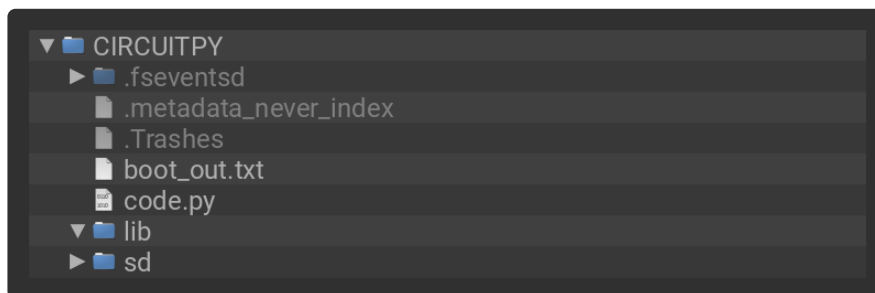 CIRCUITPY
.fseventsd
.metadata_never_index
.Trashes
boot_out.txt
code.py
lib
sd